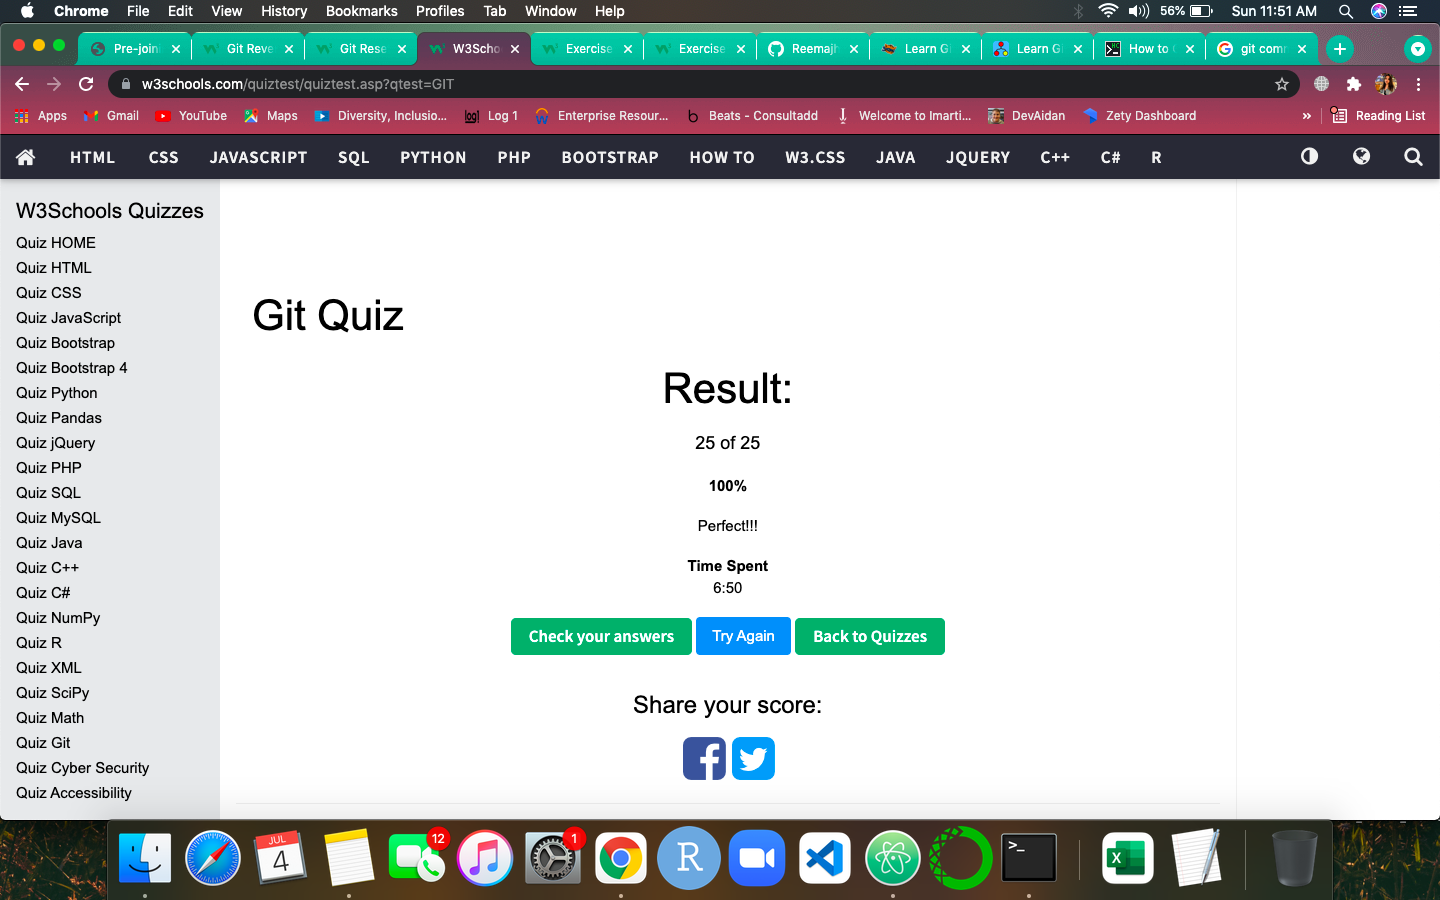 Chrome File Edit View History Bookmarks Profiles Tab Window Help 56% Sun 11:51 AM
Pre-join Git Reve Git Rese W3Scho Exercise Exercise Reemajh Learn G Learn G How to git com
w3schools.com/quiztest/quiztest.asp?qtest=GIT
Apps Gmail YouTube Maps Diversity, Inclusio... log! Log 1 Enterprise Resour... b Beats - Consultadd Welcome to Imarti... DevAidan Zety Dashboard » Reading List
HTML CSS JAVASCRIPT SQL PYTHON PHP BOOTSTRAP HOW TO W3.CSS JAVA JQUERY C++ C# R
W3Schools Quizzes
Quiz HOME
Quiz HTML
Quiz CSS
Quiz JavaScript
Quiz Bootstrap
Quiz Bootstrap 4
Quiz Python
Quiz Pandas
Quiz jQuery
Quiz PHP
Quiz SQL
Quiz MySQL
Quiz Java
Quiz C++
Quiz C#
Quiz NumPy
Quiz R
Quiz XML
Quiz SciPy
Quiz Math
Quiz Git
Quiz Cyber Security
Quiz Accessibility
Git Quiz
Result:
25 of 25
100%
Perfect!!!
Time Spent
6:50
Check your answers Try Again Back to Quizzes
Share your score:
JUL
4
12
1
R
>_
X